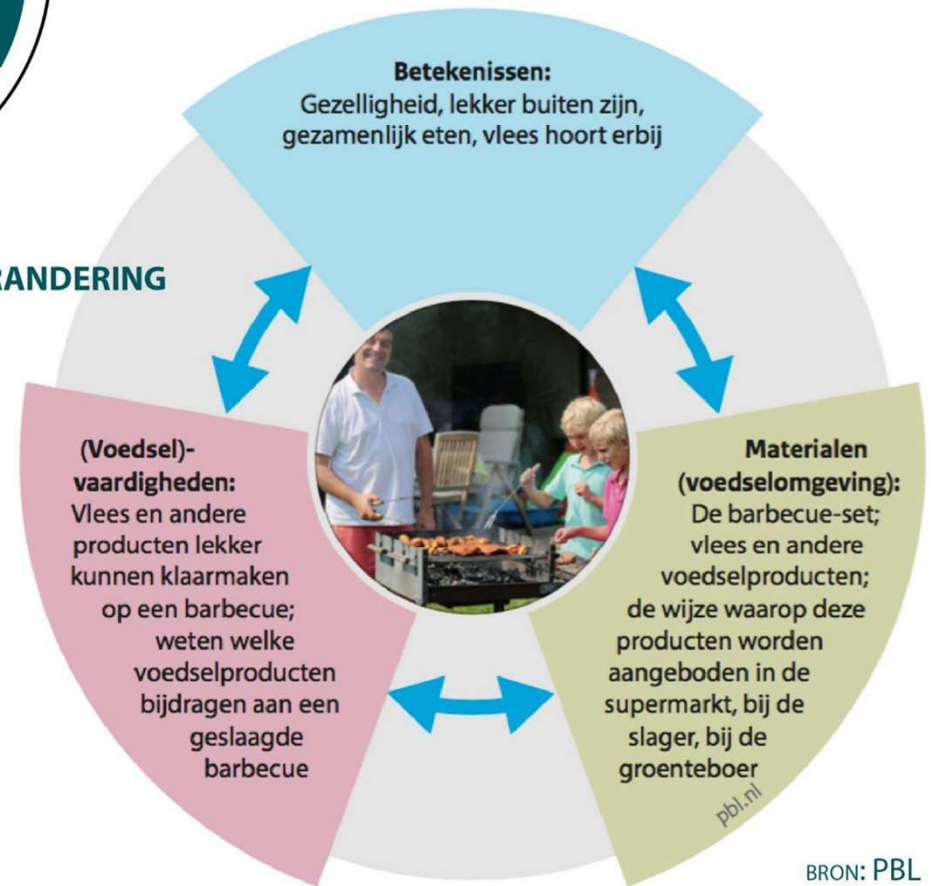 Betekenissen:
Gezelligheid, lekker buiten zijn,
gezamenlijk eten, vlees hoort erbij
RANDERING
(Voedsel)-
vaardigheden:
Vlees en andere
producten lekker
kunnen klaarmaken
op een barbecue;
weten welke
voedselproducten
bijdragen aan een
geslaagde
barbecue
Materialen
(voedselomgeving):
De barbecue-set;
vlees en andere
voedselproducten;
de wijze waarop deze
producten worden
aangeboden in de
supermarkt, bij de
slager, bij de
groenteboer
pbl.nl
BRON: PBL